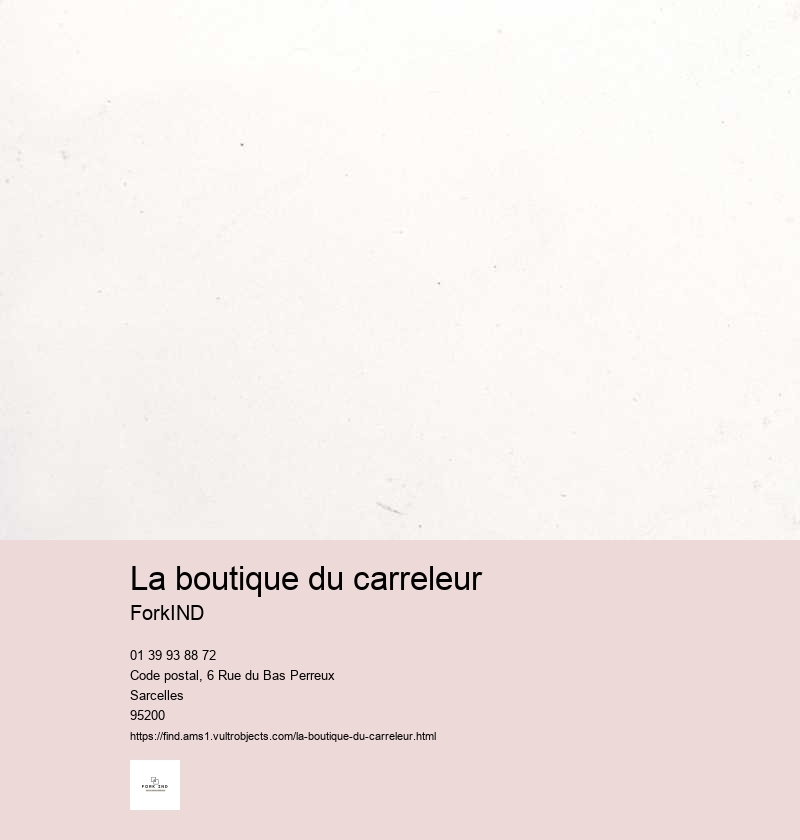 La boutique du carreleur
ForkIND
01 39 93 88 72
Code postal, 6 Rue du Bas Perreux
Sarcelles
95200
https://find.ams1.vultrobjects.com/la-boutique-du-carreleur.html
FORK IND